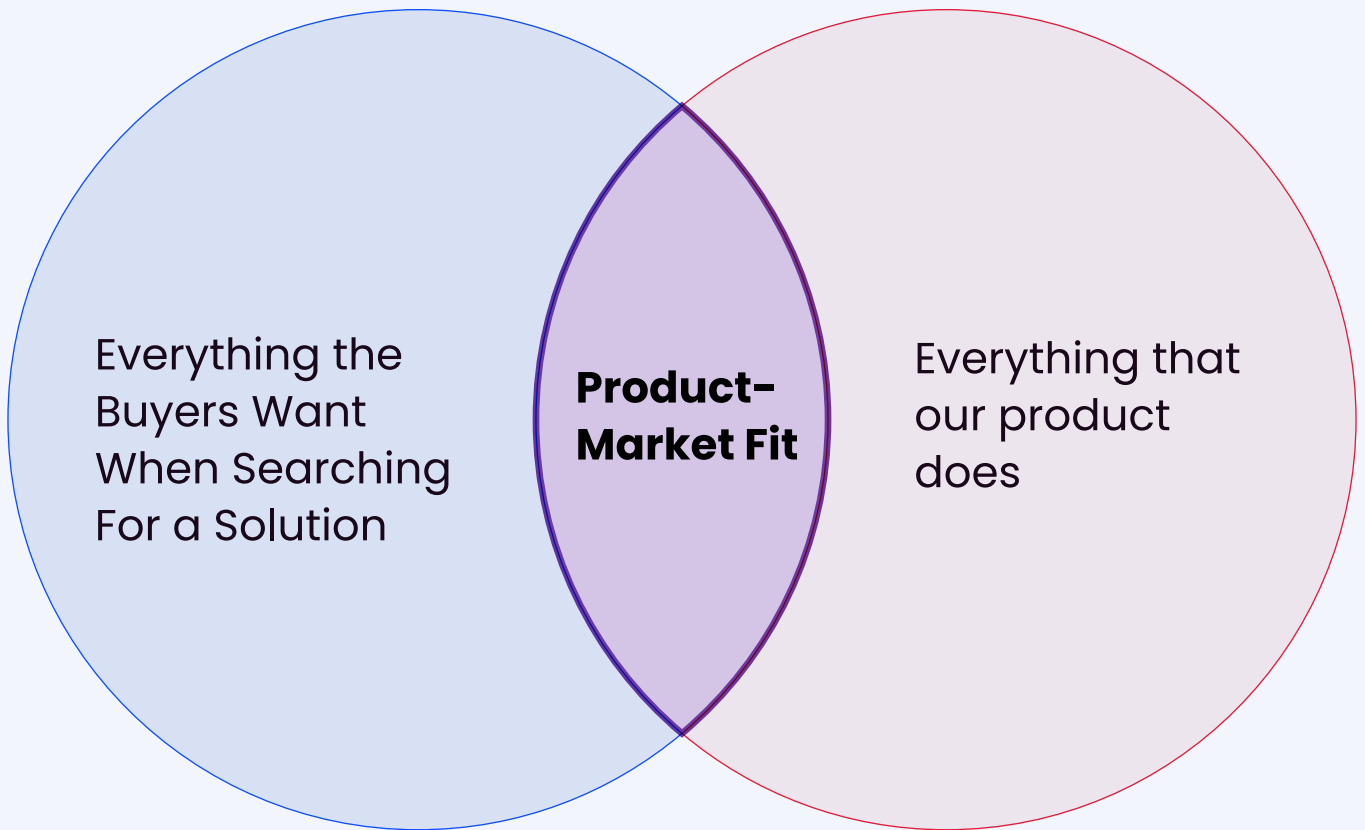 Everything the
Buyers Want
When Searching
For a Solution
Product-
Market Fit
Everything that
our product
does